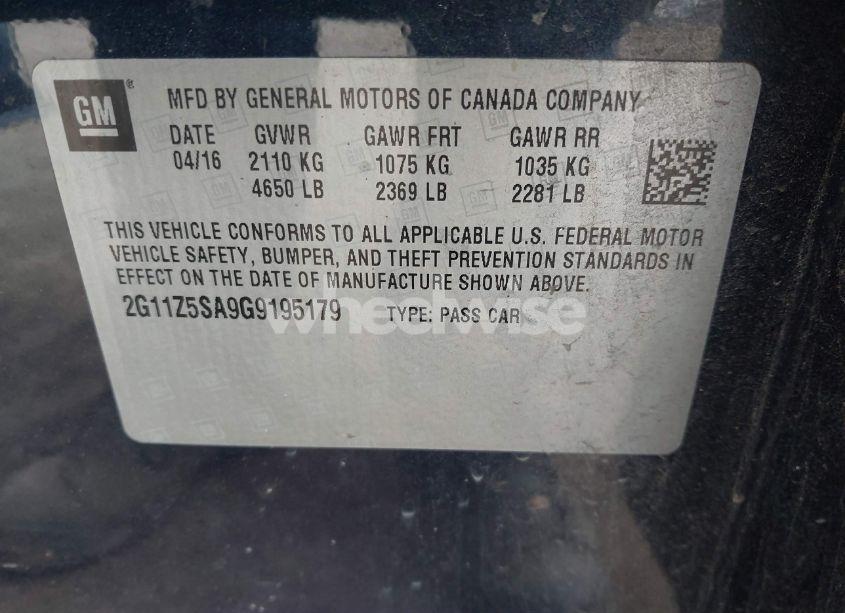 GM ® MFD BY GENERAL MOTORS OF CANADA COMPANY
DATE GVWR GAWR FRT GAWR RR
04/16 2110 KG 1075 KG 1035 KG
4650 LB 2369 LB 2281 LB
THIS VEHICLE CONFORMS TO ALL APPLICABLE U.S. FEDERAL MOTOR
VEHICLE SAFETY, BUMPER, AND THEFT PREVENTION STANDARDS IN
EFFECT ON THE DATE OF MANUFACTURE SHOWN ABOVE.
2G11Z5SA9G9195179 TYPE: PASS CAR
wheelwise